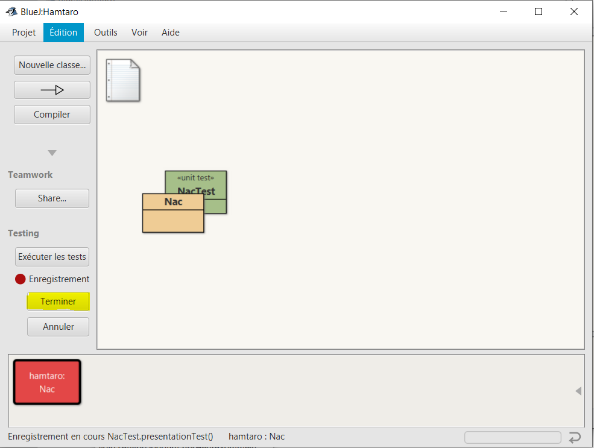 BlueJ:Hamtaro
Projet Édition Outils Voir Aide
Nouvelle classe...
Compiler
Teamwork
Share...
Testing
Exécuter les tests
Enregistrement
Terminer
Annuler
«unit test»
NacTest
Nac
hamtaro:
Nac
Enregistrement en cours NacTest.presentationTest() hamtaro : Nac